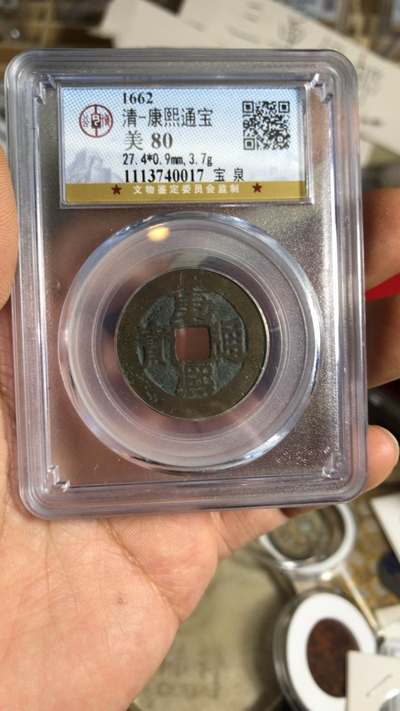 1662
清-康熙通宝
美 80
27.4*0.9mm,3.7g
1113740017 宝 泉
★ 文物鉴定委员会监制 ★
康熙通寶